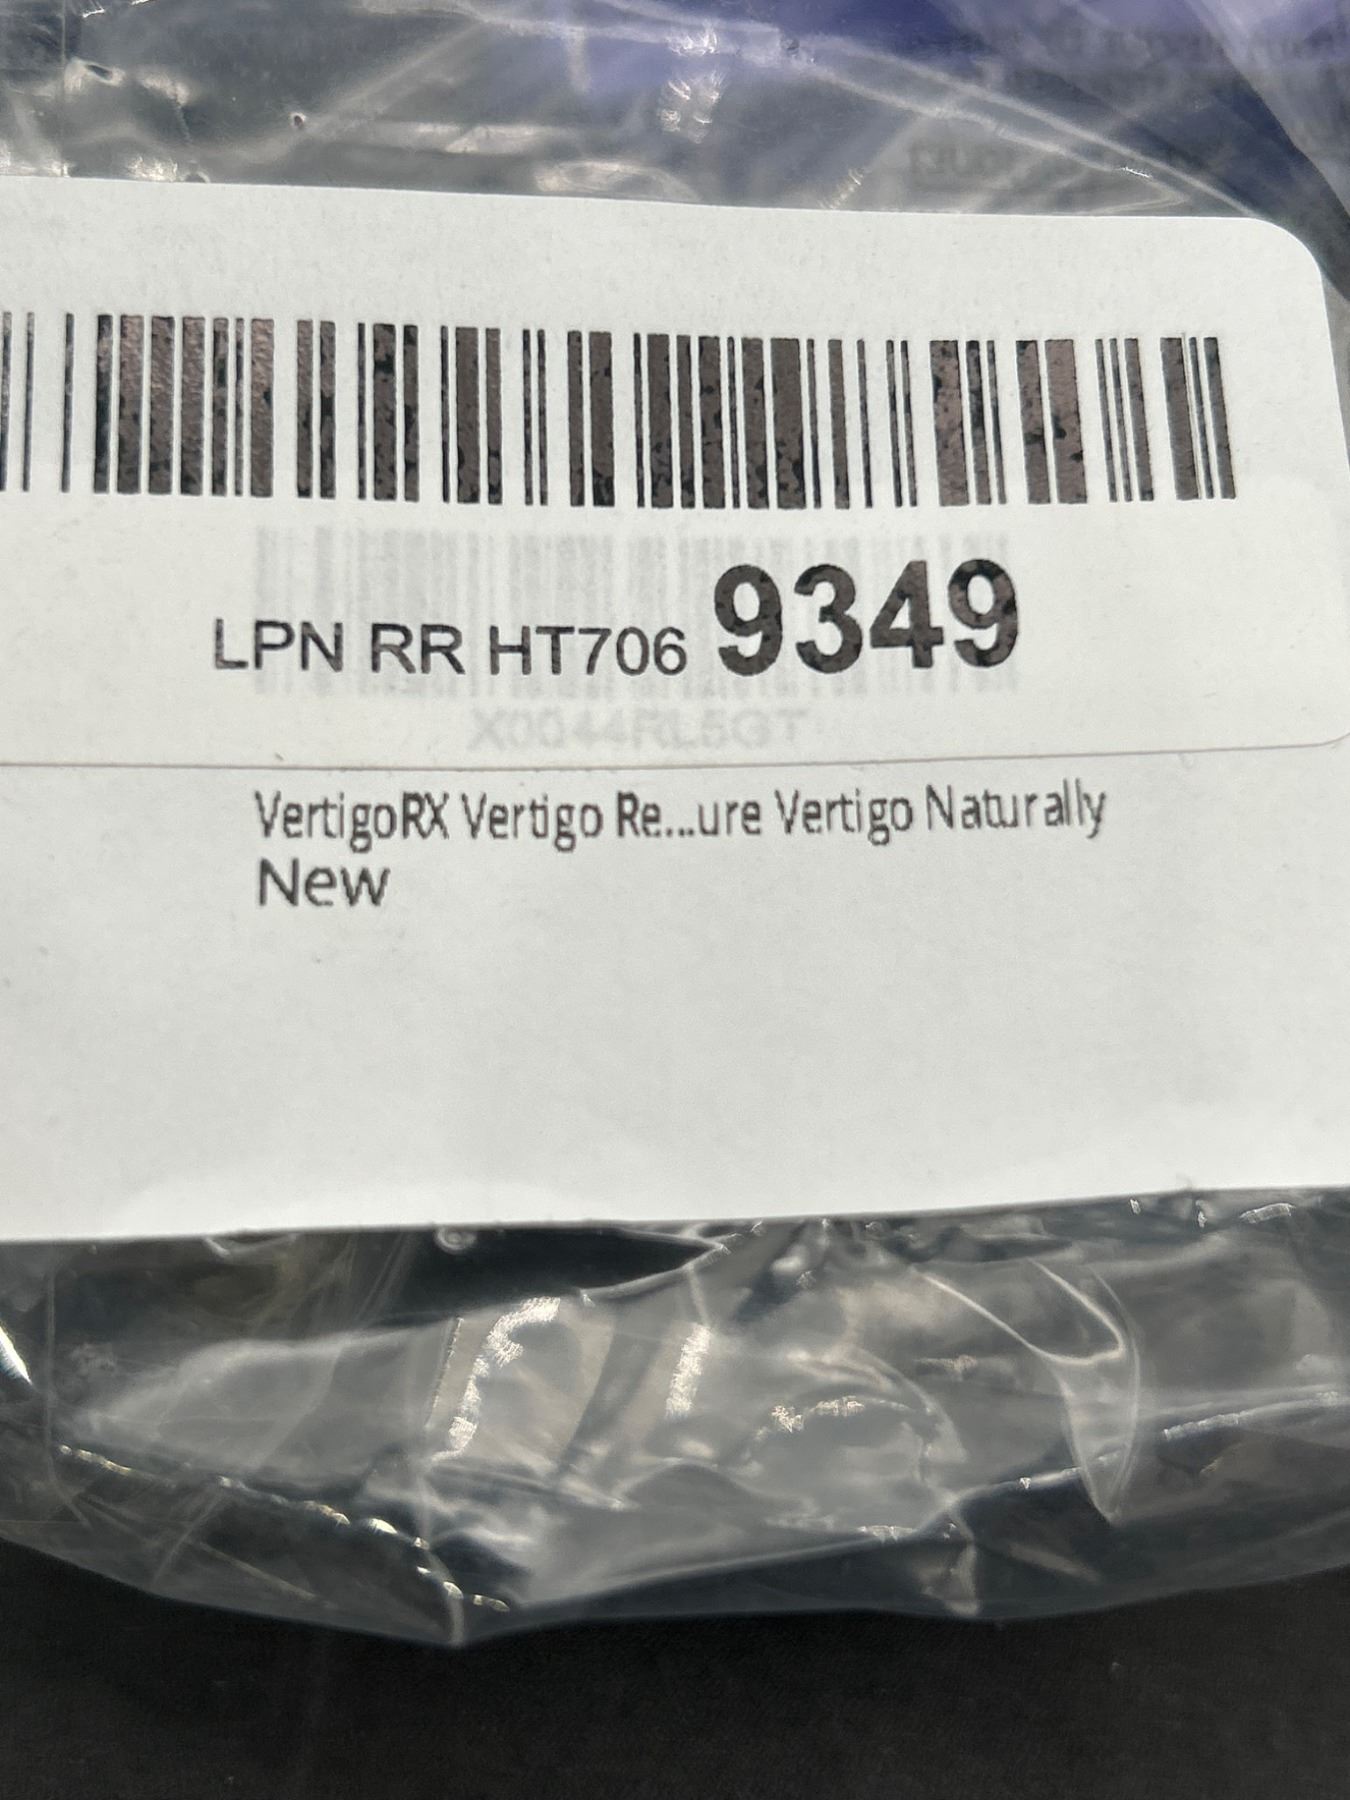 LPN RR HT706 9349
X0044RL5GT
VertigoRX Vertigo Re...ure Vertigo Naturally
New